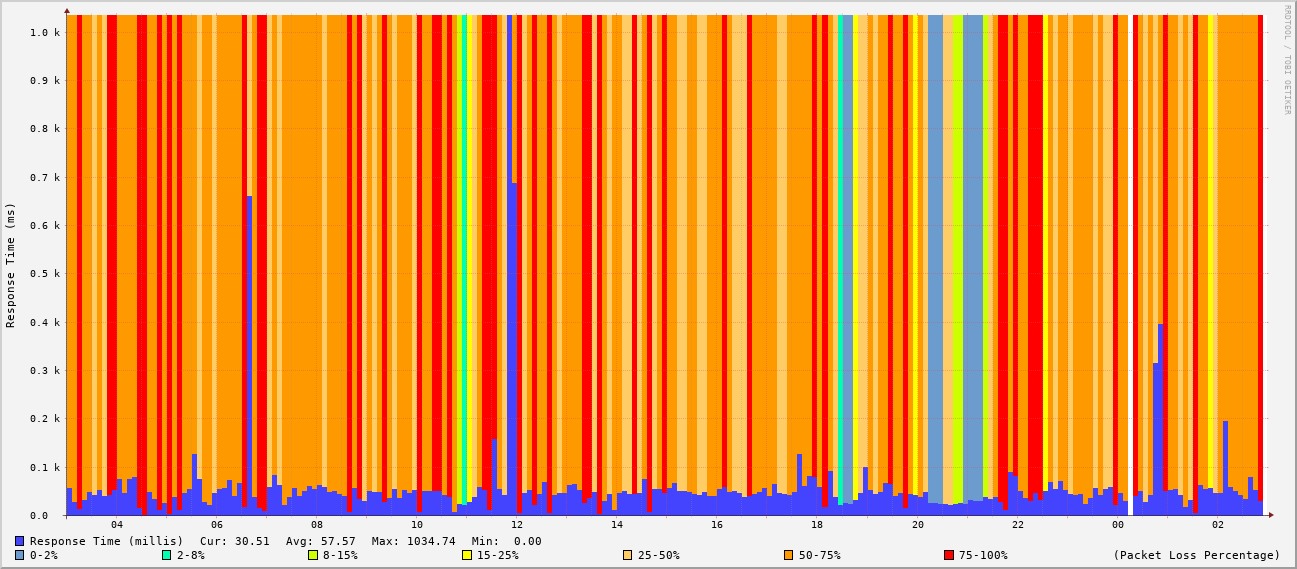 RRDTOOL / TOBI OETIKER
Response Time (ms)
1.0 k
0.9 k
0.8 k
0.7 k
0.6 k
0.5 k
0.4 k
0.3 k
0.2 k
0.1 k
0.0
04 06 08 10 12 14 16 18 20 22 00 02
Response Time (millis) Cur: 30.51 Avg: 57.57 Max: 1034.74 Min: 0.00
0-2% 2-8% 8-15% 15-25% 25-50% 50-75% 75-100% (Packet Loss Percentage)